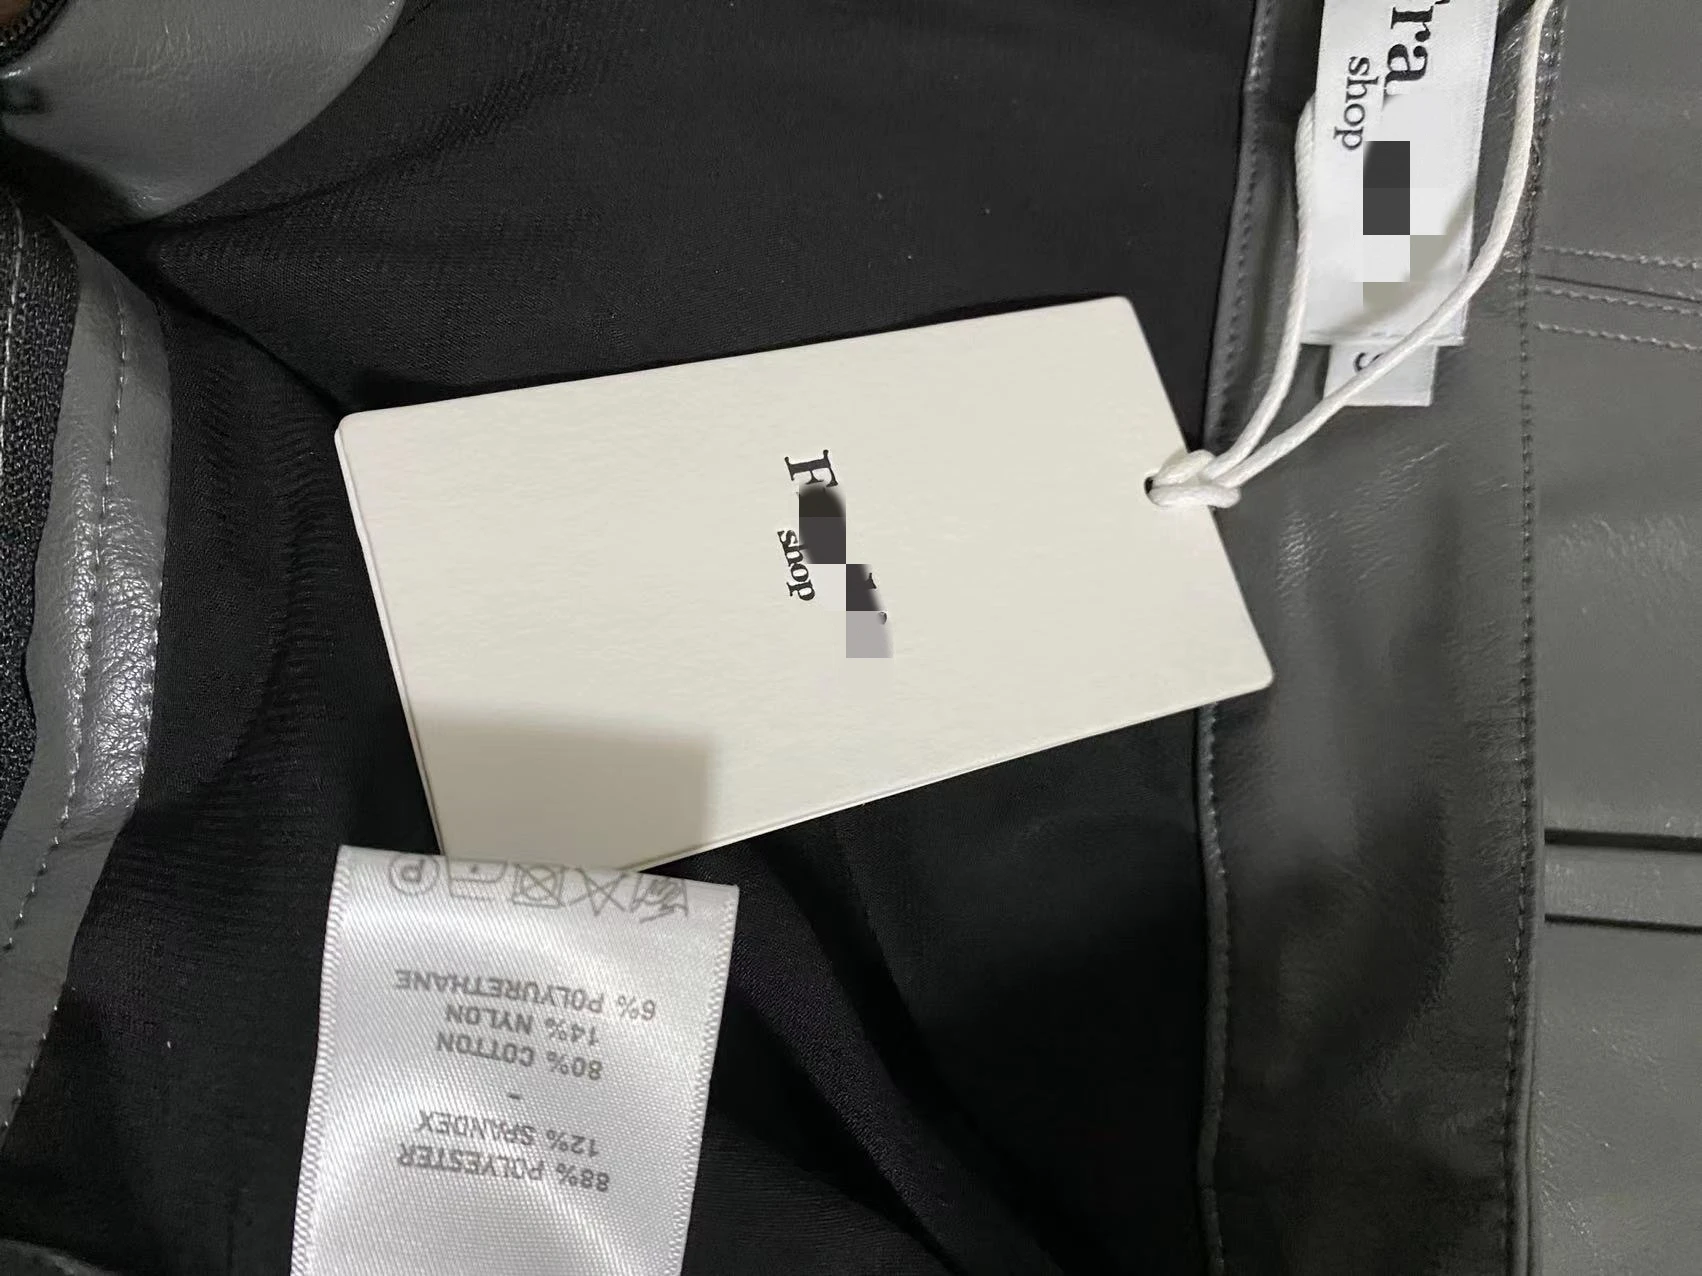 ra
shop
S
F
shop
P
88% POLYESTER
12% SPANDEX
-
80% COTTON
14% NYLON
6% POLYURETHANE